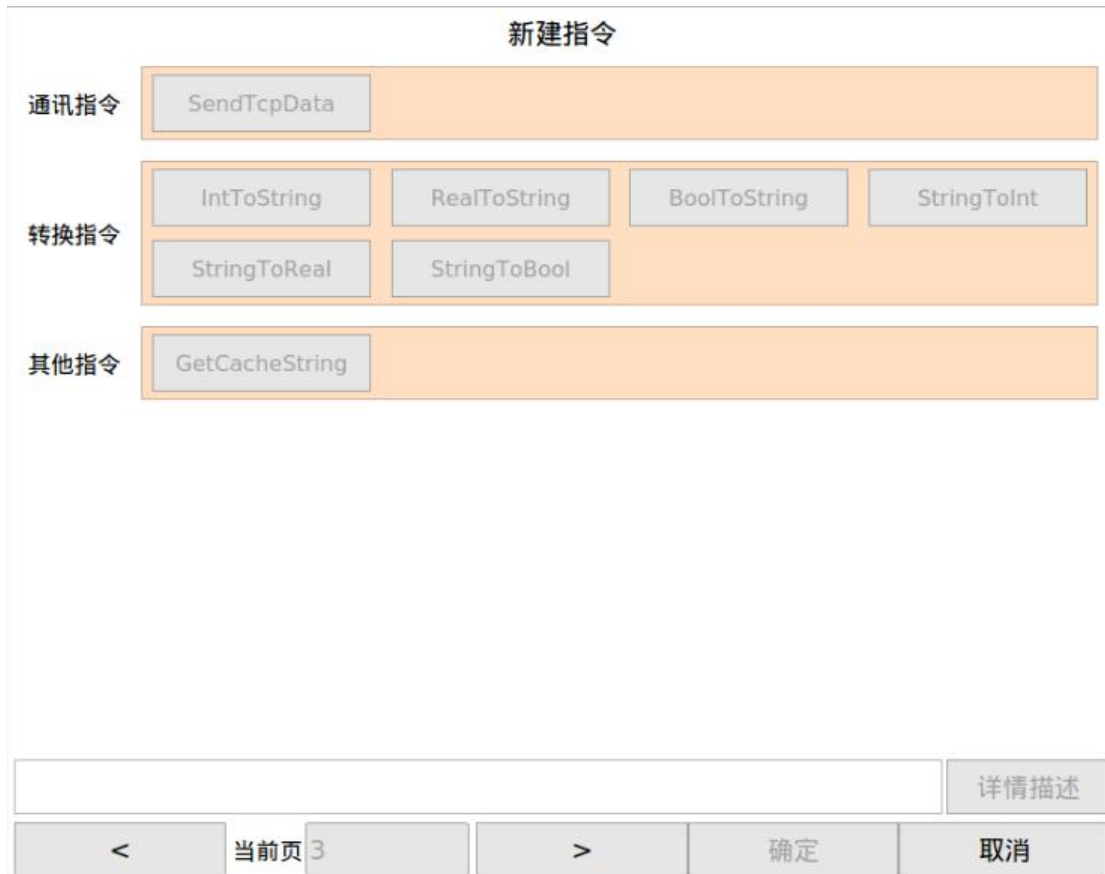 新建指令
通讯指令 SendTcpData
转换指令 IntToString RealToString BoolToString StringToInt
StringToReal StringToBool
其他指令 GetCacheString
详情描述
< 当前页 3 > 确定 取消